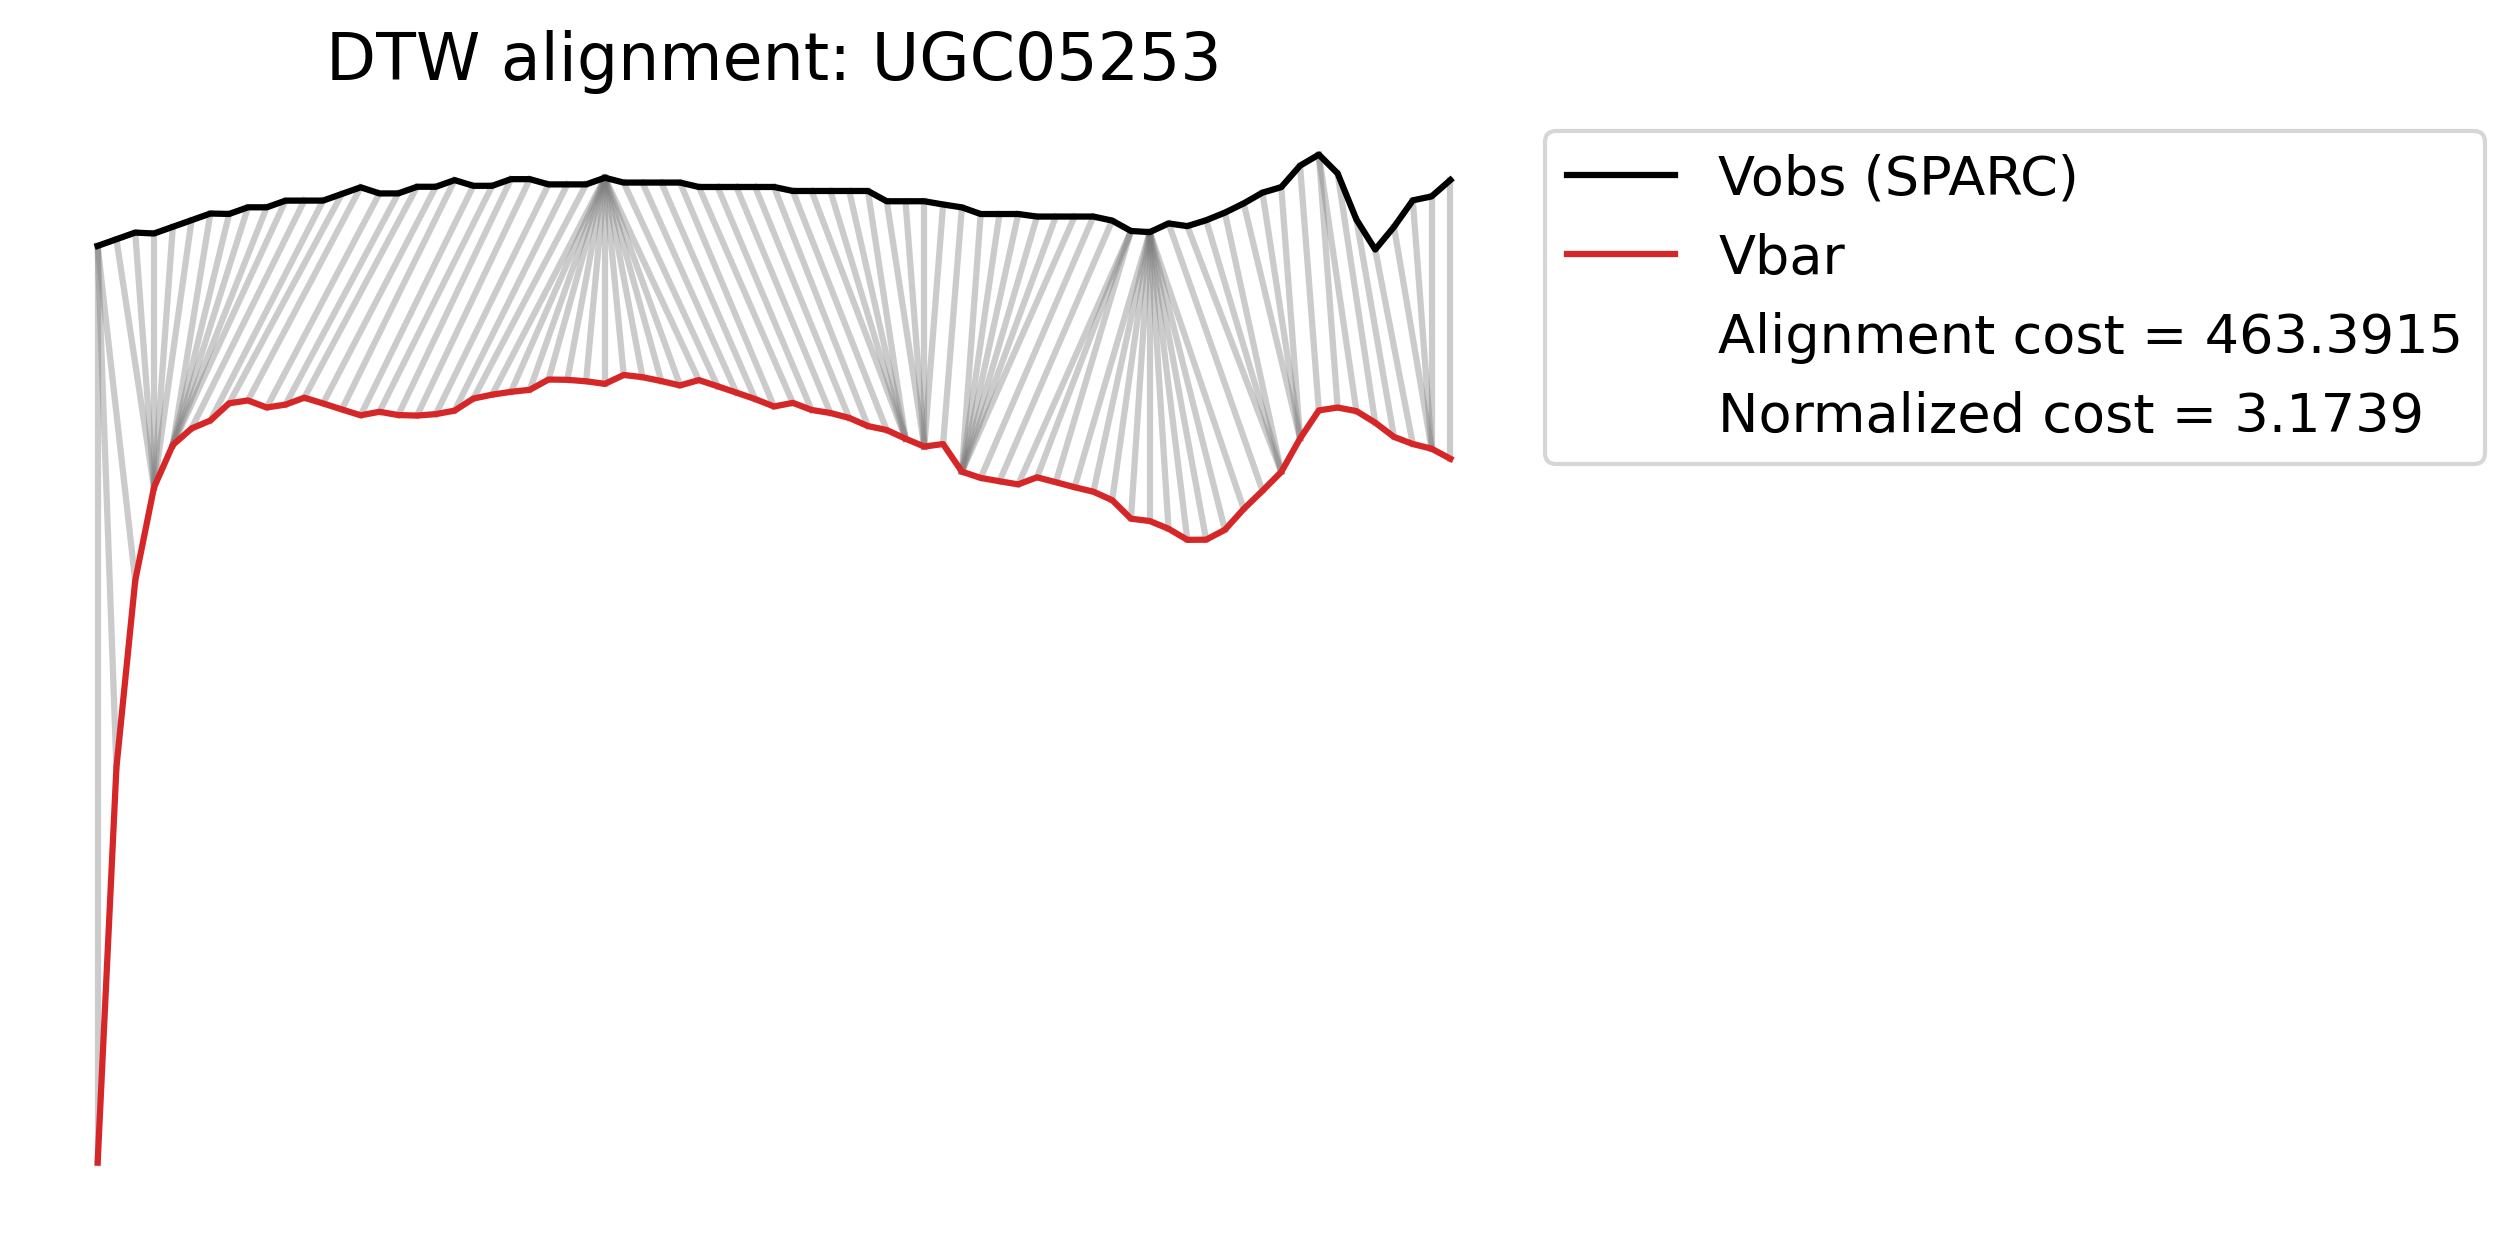 DTW alignment: UGC05253
Vobs (SPARC)
Vbar
Alignment cost = 463.3915
Normalized cost = 3.1739